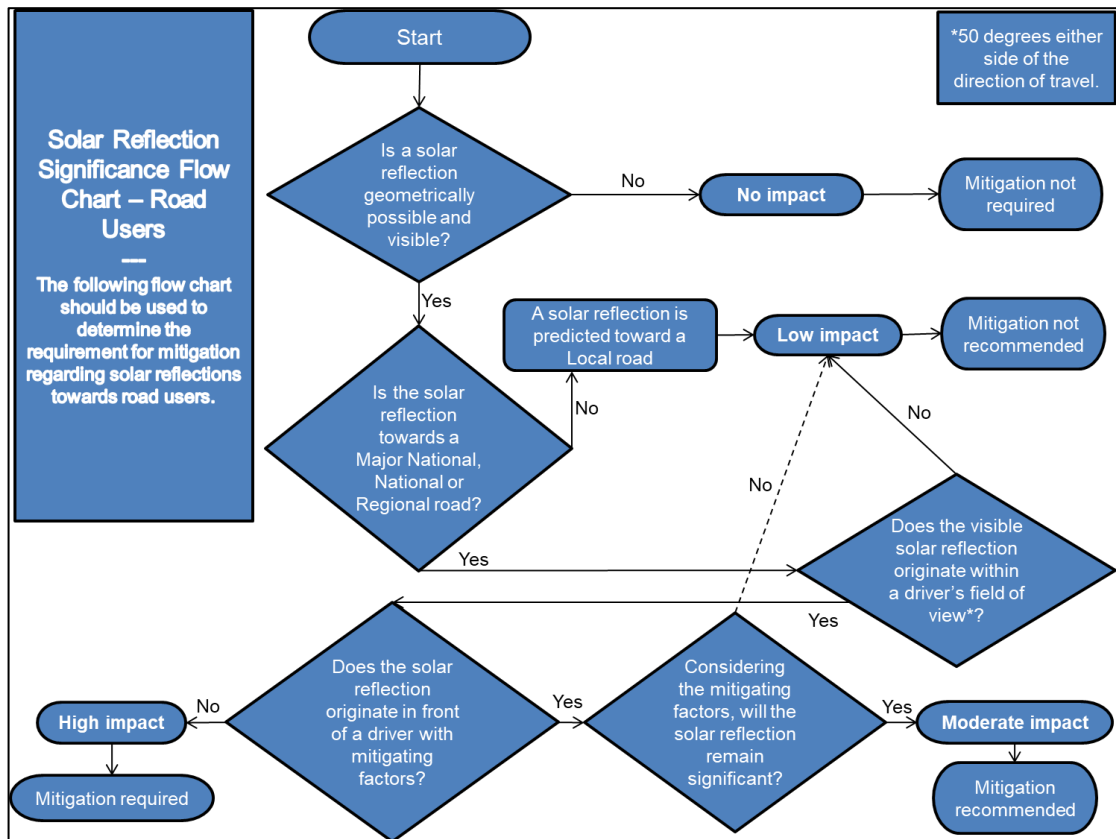 Solar Reflection
Significance Flow
Chart – Road
Users
---
The following flow chart
should be used to
determine the
requirement for mitigation
regarding solar reflections
towards road users.
Start
*50 degrees either
side of the
direction of travel.
Is a solar
reflection
geometrically
possible and
visible?
No
No impact
Mitigation not
required
Yes
Is the solar
reflection
towards a
Major National,
National or
Regional road?
No
A solar reflection is
predicted toward a
Local road
Low impact
Mitigation not
recommended
Yes
Does the visible
solar reflection
originate within
a driver’s field of
view*?
No
Yes
Does the solar
reflection
originate in front
of a driver with
mitigating
factors?
No
High impact
Mitigation required
Yes
Considering
the mitigating
factors, will the
solar reflection
remain
significant?
No
Yes
Moderate impact
Mitigation
recommended